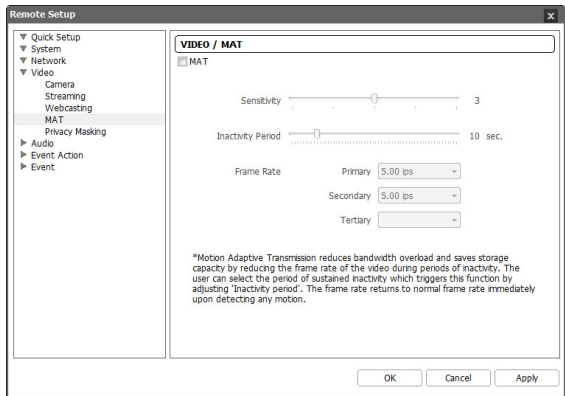 Remote Setup
x
Quick Setup
System
Network
Video
Camera
Streaming
Webcasting
MAT
Privacy Masking
Audio
Event Action
Event
VIDEO / MAT
MAT
Sensitivity 3
Inactivity Period 10 sec.
Frame Rate Primary 5.00 ips
Secondary 5.00 ips
Tertiary
*Motion Adaptive Transmission reduces bandwidth overload and saves storage
capacity by reducing the frame rate of the video during periods of inactivity. The
user can select the period of sustained inactivity which triggers this function by
adjusting 'Inactivity period'. The frame rate returns to normal frame rate immediately
upon detecting any motion.
OK Cancel Apply